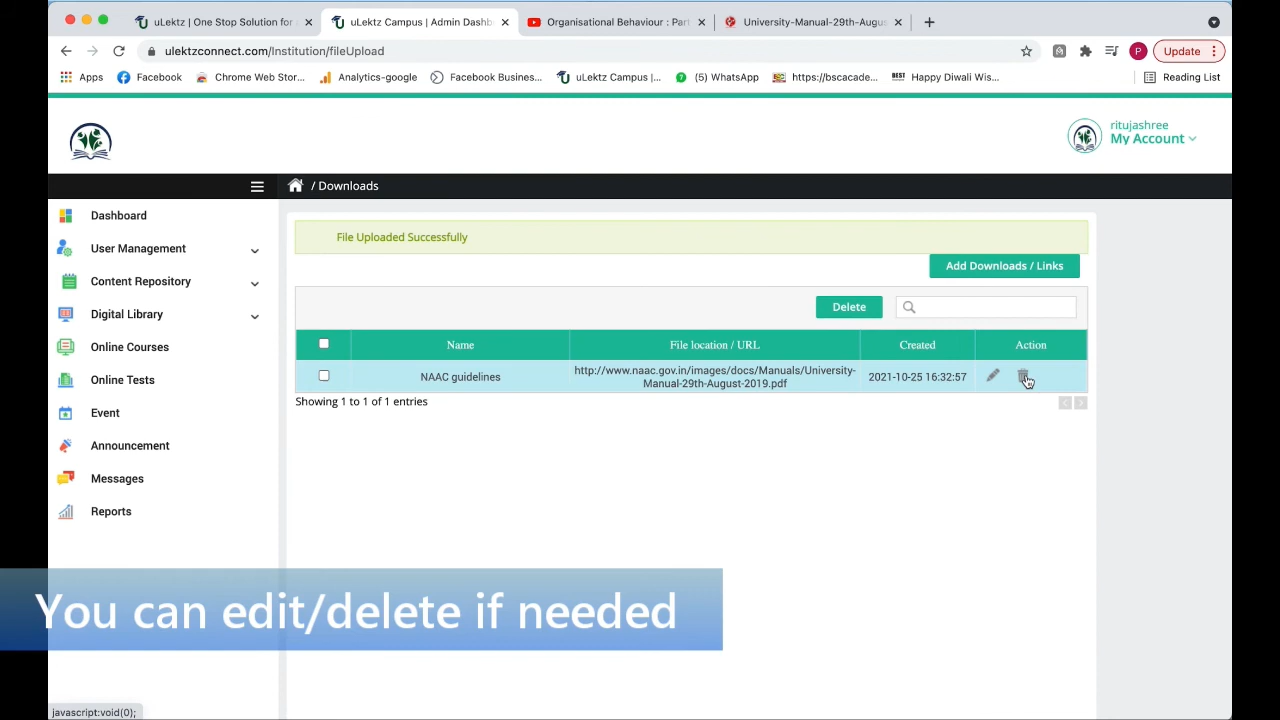 uLektz | One Stop Solution for
uLektz Campus | Admin Dashb
Organisational Behaviour : Part
University-Manual-29th-Augus
ulektzconnect.com/Institution/fileUpload
P
Update
Apps
Facebook
Chrome Web Stor...
Analytics-google
Facebook Business...
uLektz Campus |...
(5) WhatsApp
https://bscacade...
BEST
Happy Diwali Wis...
Reading List
ritujashree
My Account
/ Downloads
Dashboard
User Management
Content Repository
Digital Library
Online Courses
Online Tests
Event
Announcement
Messages
Reports
File Uploaded Successfully
Add Downloads / Links
Delete
Name
File location / URL
Created
Action
NAAC guidelines
http://www.naac.gov.in/images/docs/Manuals/University-
Manual-29th-August-2019.pdf
2021-10-25 16:32:57
Showing 1 to 1 of 1 entries
You can edit/delete if needed
javascript:void(0);